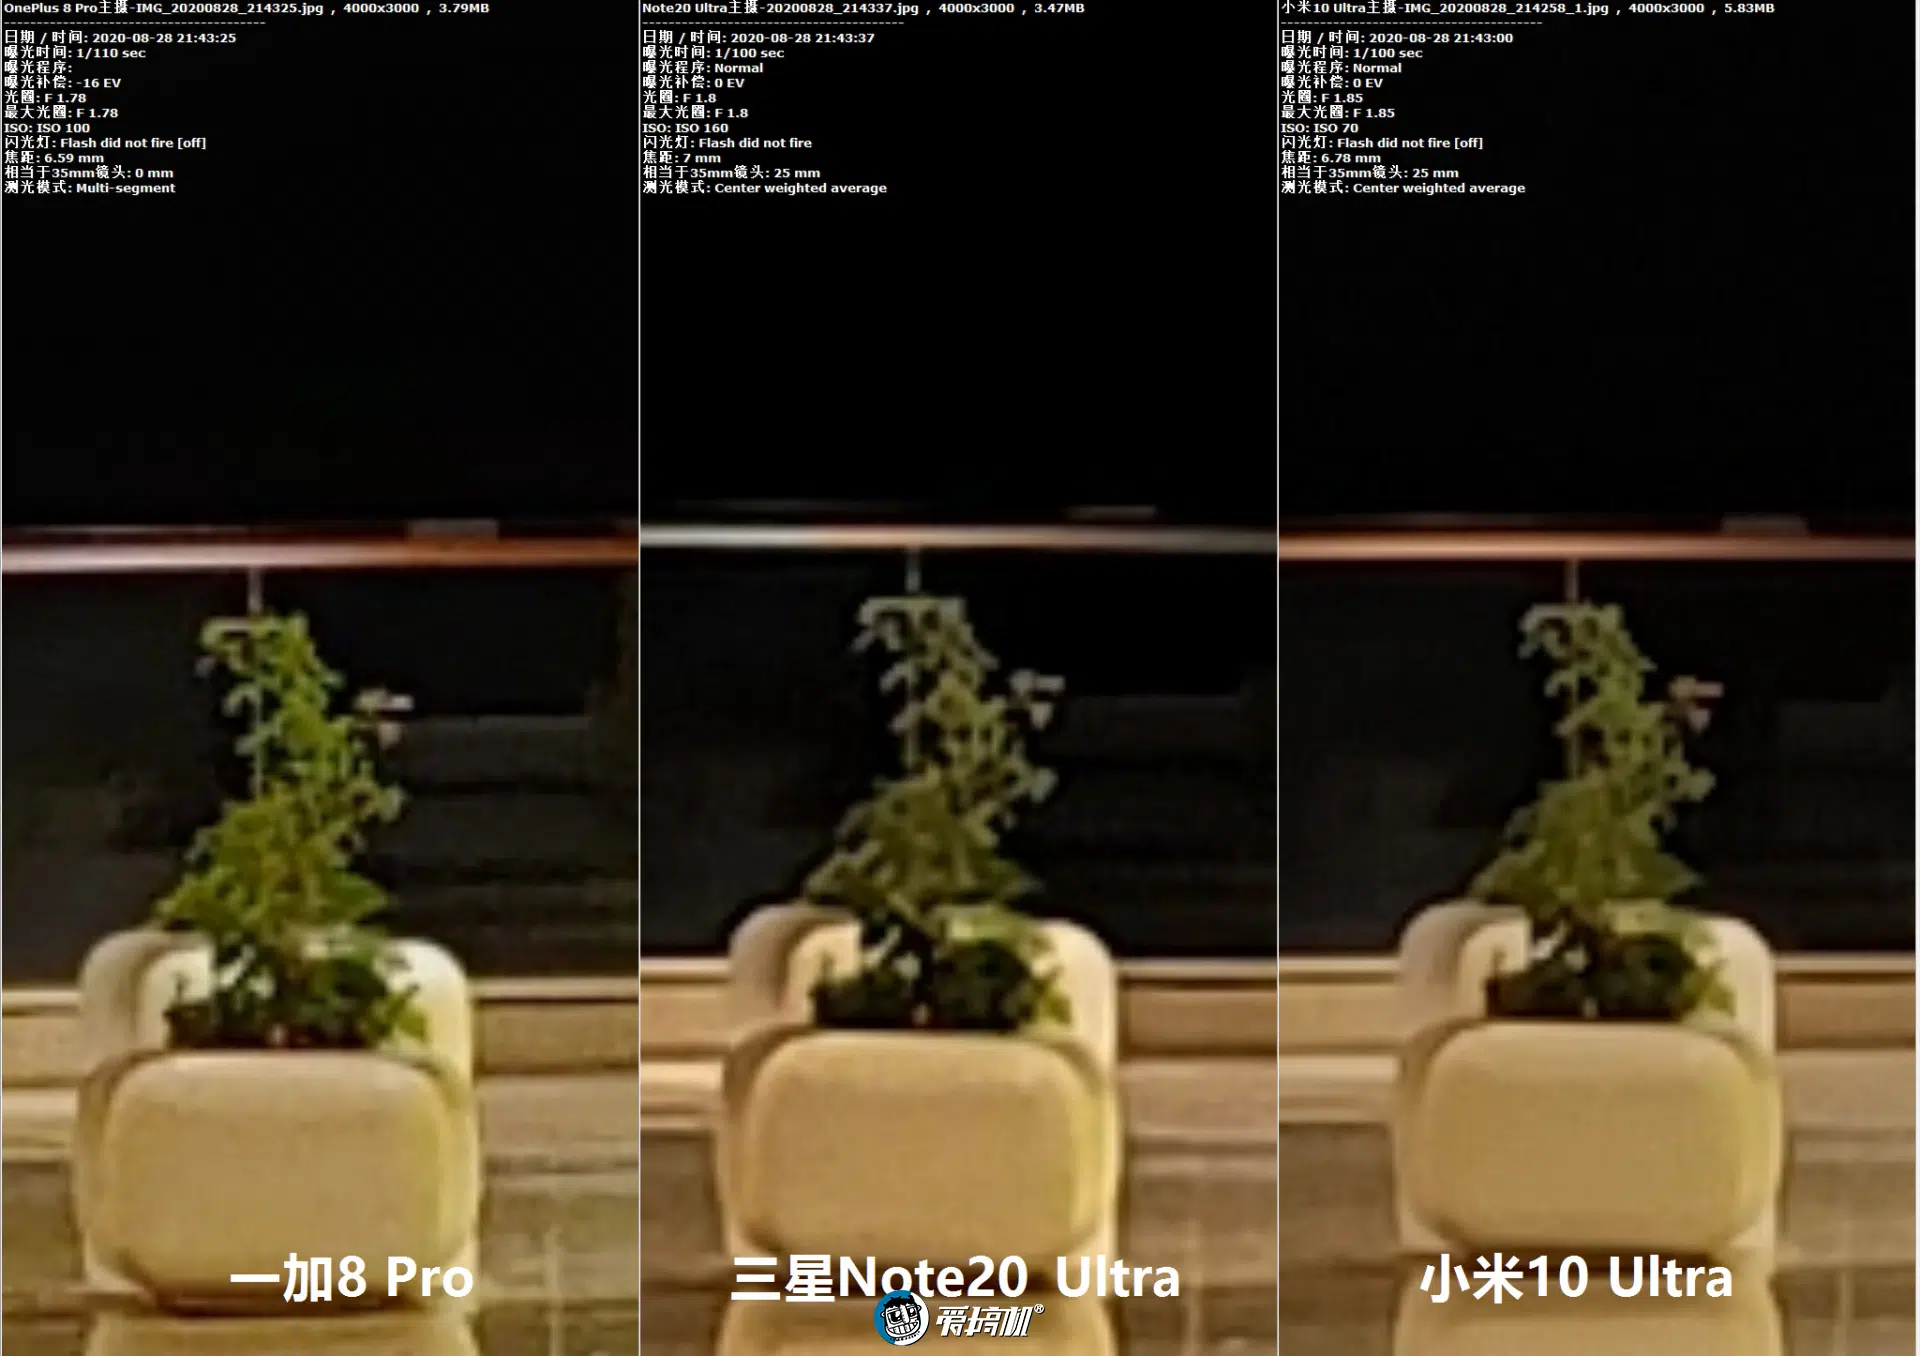 OnePlus 8 Pro主摄-IMG_20200828_214325.jpg , 4000x3000 , 3.79MB
----------------------------------------
日期 / 时间: 2020-08-28 21:43:25
曝光时间: 1/110 sec
曝光程序:
曝光补偿: -16 EV
光圈: F 1.78
最大光圈: F 1.78
ISO: ISO 100
闪光灯: Flash did not fire [off]
焦距: 6.59 mm
相当于35mm镜头: 0 mm
测光模式: Multi-segment
一加8 Pro
Note20 Ultra主摄-20200828_214337.jpg , 4000x3000 , 3.47MB
----------------------------------------
日期 / 时间: 2020-08-28 21:43:37
曝光时间: 1/100 sec
曝光程序: Normal
曝光补偿: 0 EV
光圈: F 1.8
最大光圈: F 1.8
ISO: ISO 160
闪光灯: Flash did not fire
焦距: 7 mm
相当于35mm镜头: 25 mm
测光模式: Center weighted average
三星Note20 Ultra
爱搞机®
小米10 Ultra主摄-IMG_20200828_214258_1.jpg , 4000x3000 , 5.83MB
----------------------------------------
日期 / 时间: 2020-08-28 21:43:00
曝光时间: 1/100 sec
曝光程序: Normal
曝光补偿: 0 EV
光圈: F 1.85
最大光圈: F 1.85
ISO: ISO 70
闪光灯: Flash did not fire [off]
焦距: 6.78 mm
相当于35mm镜头: 25 mm
测光模式: Center weighted average
小米10 Ultra